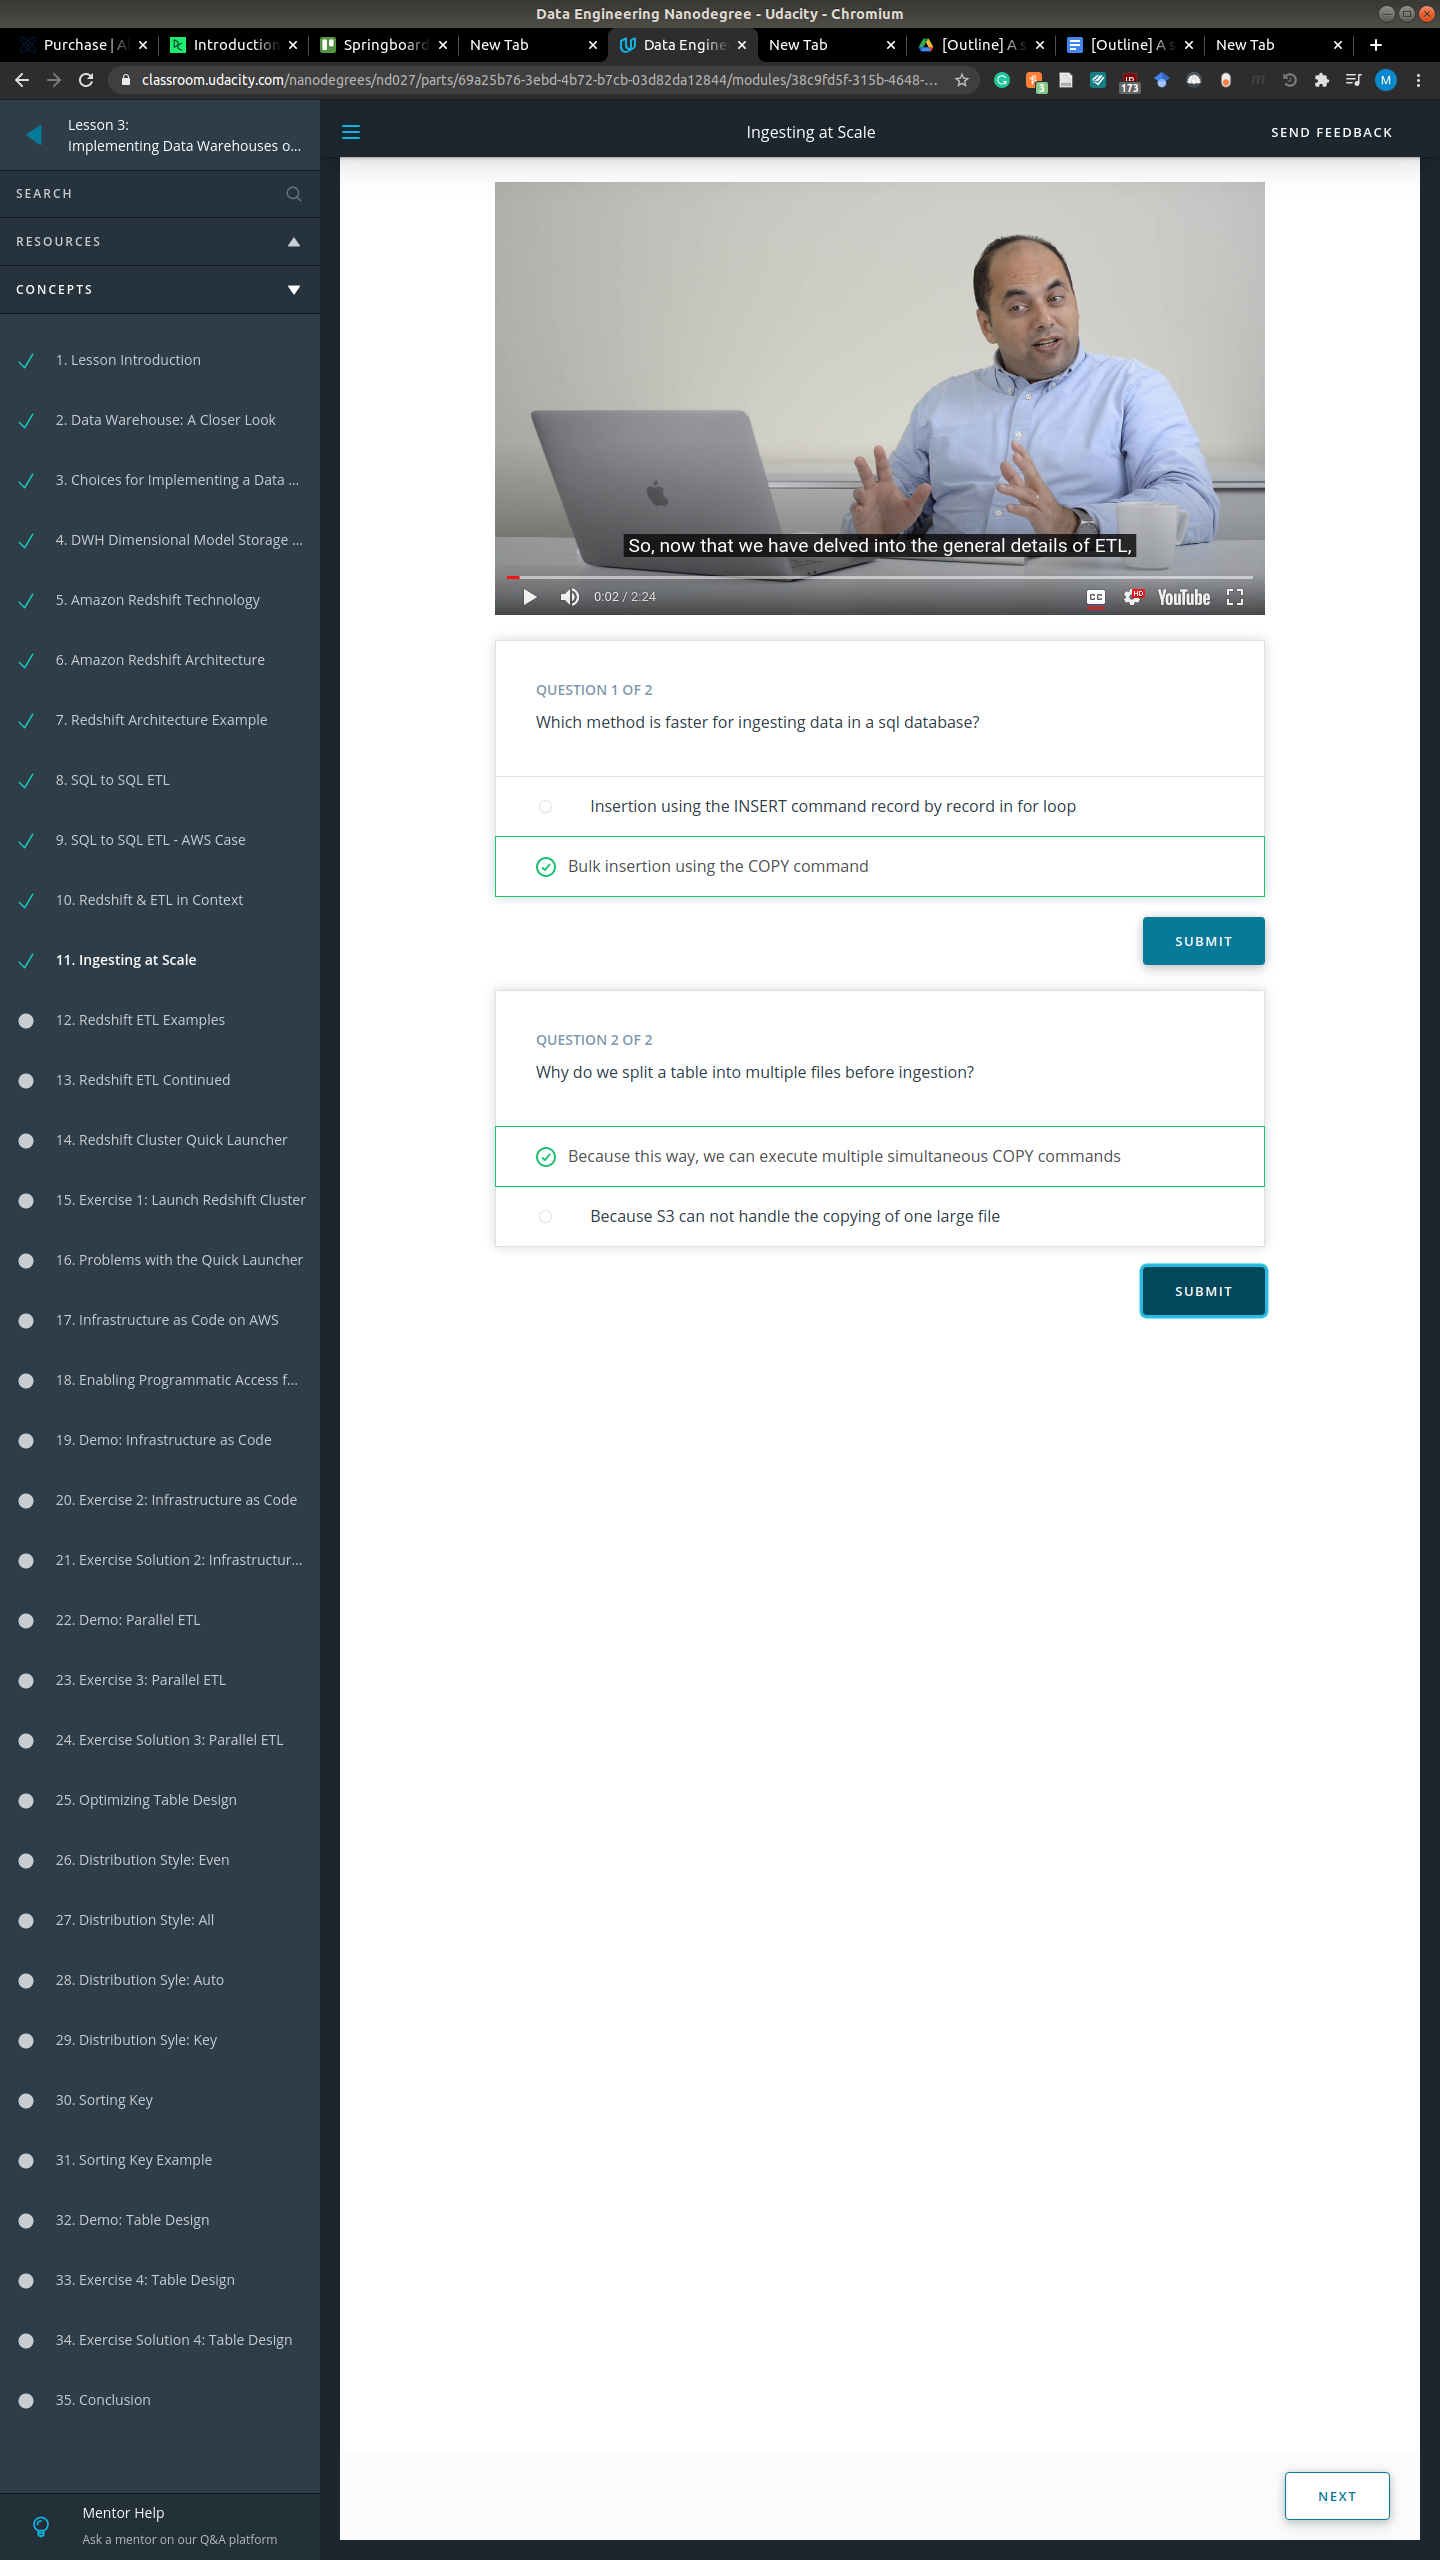 Data Engineering Nanodegree - Udacity - Chromium
Purchase | A
Introduction
Springboard
New Tab
Data Engine
New Tab
[Outline] A s
[Outline] A s
New Tab
classroom.udacity.com/nanodegrees/nd027/parts/69a25b76-3ebd-4b72-b7cb-03d82da12844/modules/38c9fd5f-315b-4648-...
3
173
M
Lesson 3:
Implementing Data Warehouses o...
Ingesting at Scale
SEND FEEDBACK
SEARCH
RESOURCES
CONCEPTS
1. Lesson Introduction
2. Data Warehouse: A Closer Look
3. Choices for Implementing a Data ...
4. DWH Dimensional Model Storage ...
5. Amazon Redshift Technology
6. Amazon Redshift Architecture
7. Redshift Architecture Example
8. SQL to SQL ETL
9. SQL to SQL ETL - AWS Case
10. Redshift & ETL in Context
11. Ingesting at Scale
12. Redshift ETL Examples
13. Redshift ETL Continued
14. Redshift Cluster Quick Launcher
15. Exercise 1: Launch Redshift Cluster
16. Problems with the Quick Launcher
17. Infrastructure as Code on AWS
18. Enabling Programmatic Access f...
19. Demo: Infrastructure as Code
20. Exercise 2: Infrastructure as Code
21. Exercise Solution 2: Infrastructur...
22. Demo: Parallel ETL
23. Exercise 3: Parallel ETL
24. Exercise Solution 3: Parallel ETL
25. Optimizing Table Design
26. Distribution Style: Even
27. Distribution Style: All
28. Distribution Syle: Auto
29. Distribution Syle: Key
30. Sorting Key
31. Sorting Key Example
32. Demo: Table Design
33. Exercise 4: Table Design
34. Exercise Solution 4: Table Design
35. Conclusion
Mentor Help
Ask a mentor on our Q&A platform
So, now that we have delved into the general details of ETL,
0:02 / 2:24
CC
HD
YouTube
QUESTION 1 OF 2
Which method is faster for ingesting data in a sql database?
Insertion using the INSERT command record by record in for loop
Bulk insertion using the COPY command
SUBMIT
QUESTION 2 OF 2
Why do we split a table into multiple files before ingestion?
Because this way, we can execute multiple simultaneous COPY commands
Because S3 can not handle the copying of one large file
SUBMIT
NEXT